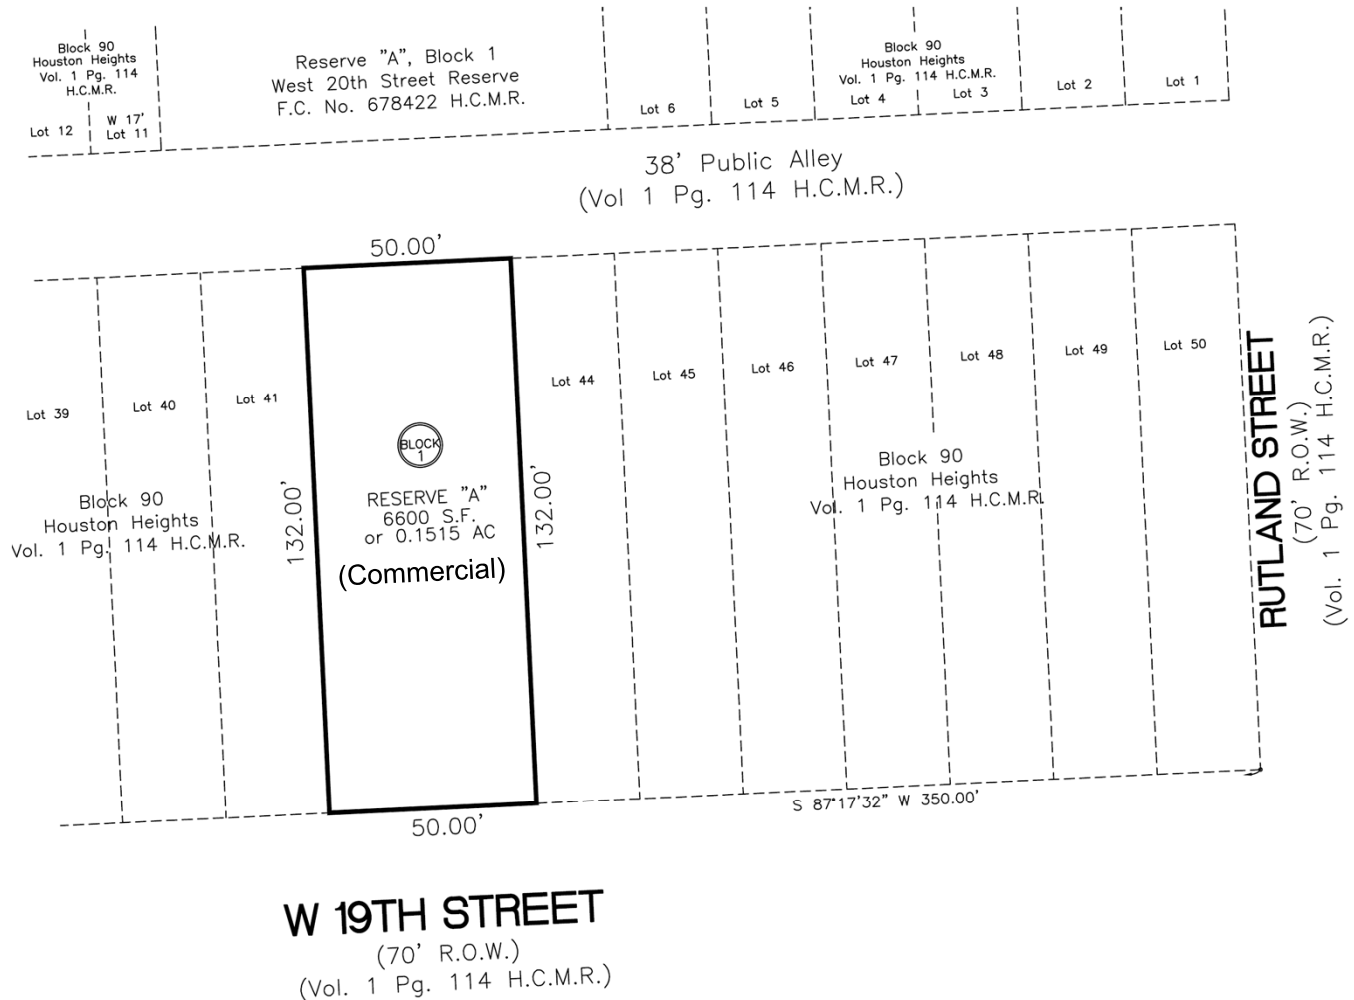 Block 90
Houston Heights
Vol. 1 Pg. 114
H.C.M.R.
Lot 12
W 17'
Lot 11
Reserve "A", Block 1
West 20th Street Reserve
F.C. No. 678422 H.C.M.R.
Lot 6
Lot 5
Block 90
Houston Heights
Vol. 1 Pg. 114 H.C.M.R.
Lot 4
Lot 3
Lot 2
Lot 1
38' Public Alley
(Vol 1 Pg. 114 H.C.M.R.)
50.00'
Lot 39
Lot 40
Lot 41
Block 90
Houston Heights
Vol. 1 Pg. 114 H.C.M.R.
132.00'
BLOCK
1
RESERVE "A"
6600 S.F.
or 0.1515 AC
(Commercial)
132.00'
Lot 44
Lot 45
Lot 46
Lot 47
Lot 48
Lot 49
Lot 50
Block 90
Houston Heights
Vol. 1 Pg. 114 H.C.M.R.
RUTLAND STREET
(70' R.O.W.)
(Vol. 1 Pg. 114 H.C.M.R.)
S 87°17'32" W 350.00'
50.00'
W 19TH STREET
(70' R.O.W.)
(Vol. 1 Pg. 114 H.C.M.R.)